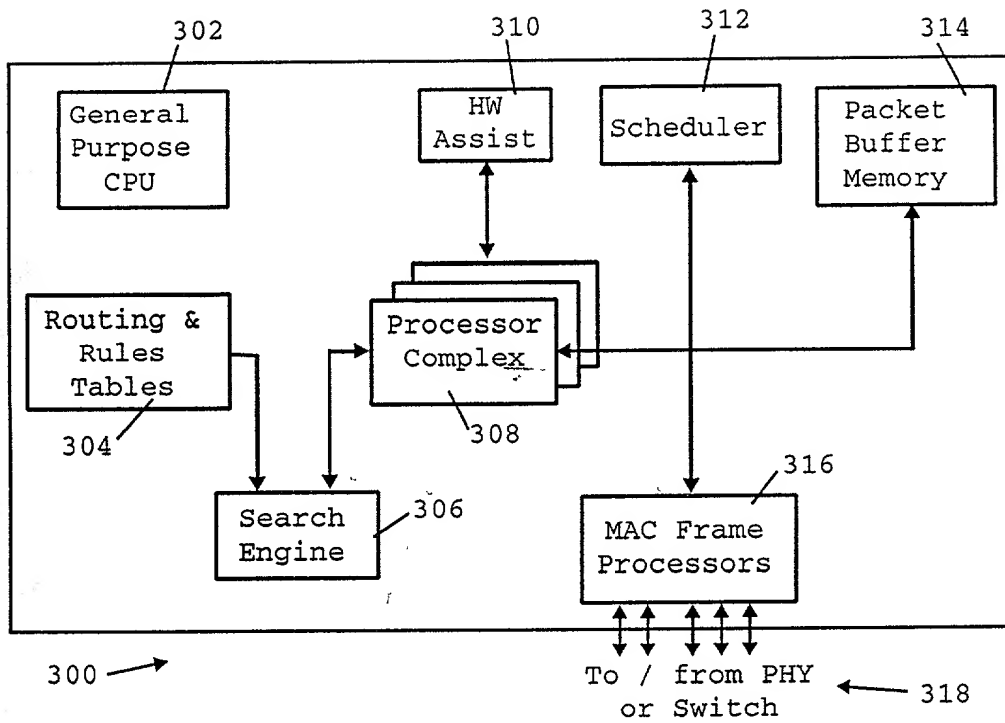 302
310
312
314
General
Purpose
CPU
HW
Assist
Scheduler
Packet
Buffer
Memory
Routing &
Rules
Tables
304
Processor
Complex
308
316
Search
Engine
306
MAC Frame
Processors
300
To / from PHY
or Switch
318